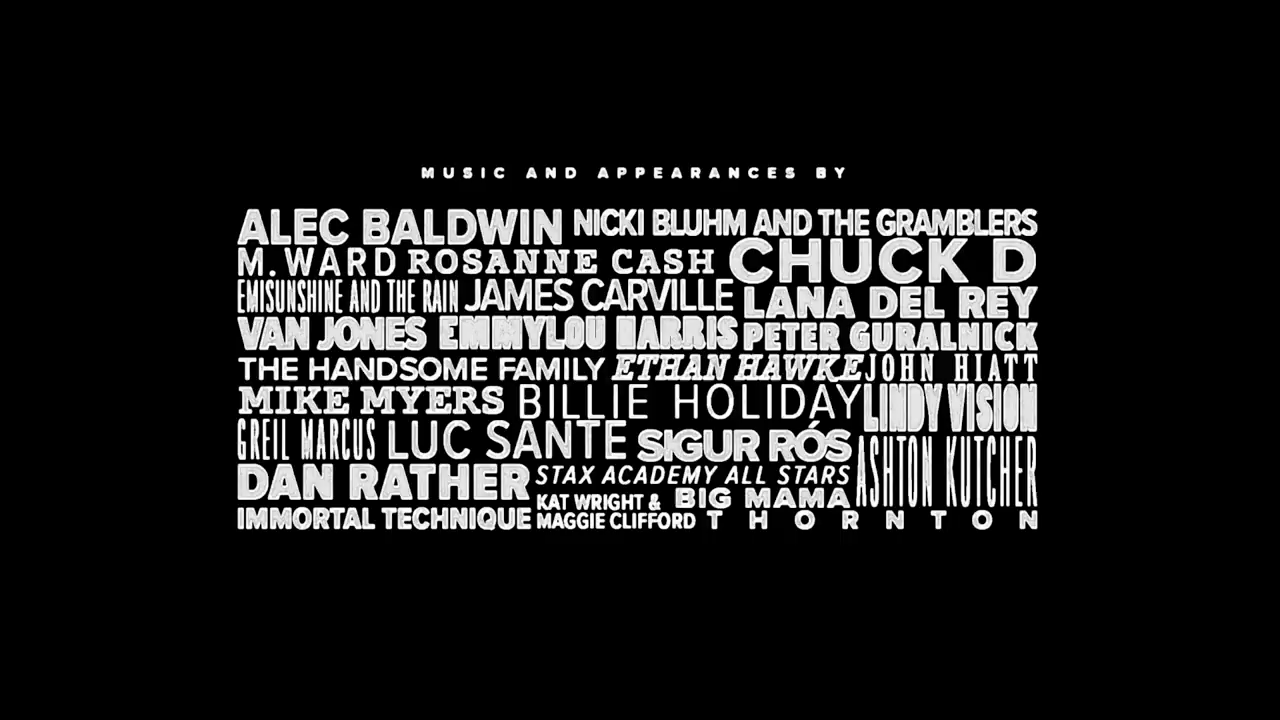 MUSIC AND APPEARANCES BY
ALEC BALDWIN NICKI BLUHM AND THE GRAMBLERS
M. WARD ROSANNE CASH CHUCK D
EMISUNSHINE AND THE RAIN JAMES CARVILLE LANA DEL REY
VAN JONES EMMYLOU HARRIS PETER GURALNICK
THE HANDSOME FAMILY ETHAN HAWKE JOHN HIATT
MIKE MYERS BILLIE HOLIDAY LINDY VISION
GREIL MARCUS LUC SANTE SIGUR RÓS ASHTON KUTCHER
DAN RATHER STAX ACADEMY ALL STARS
IMMORTAL TECHNIQUE KAT WRIGHT & MAGGIE CLIFFORD BIG MAMA THORNTON